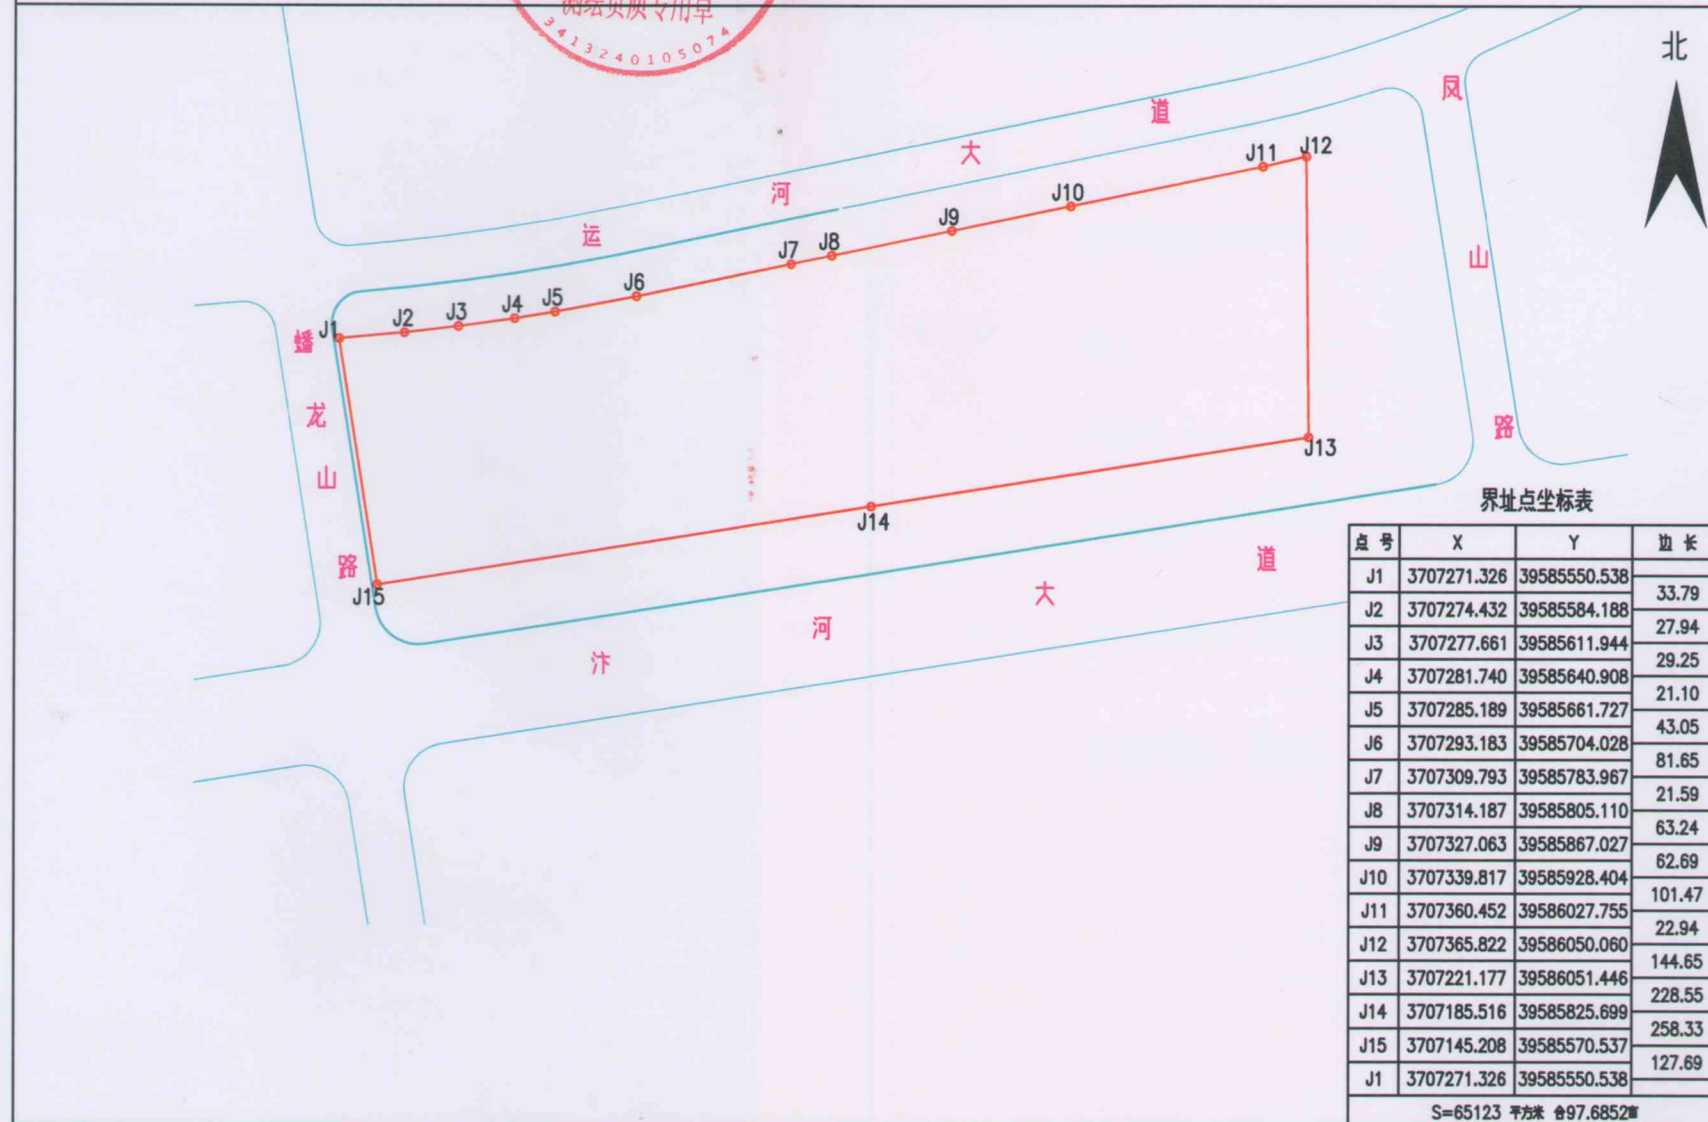 测绘资质专用章
3413240105074
北
运河大道
凤山路
蟠龙山路
汴河大道
J1
J2
J3
J4
J5
J6
J7
J8
J9
J10
J11
J12
J13
J14
J15
界址点坐标表
点号 X Y 边长
J1 3707271.326 39585550.538
33.79
J2 3707274.432 39585584.188
27.94
J3 3707277.661 39585611.944
29.25
J4 3707281.740 39585640.908
21.10
J5 3707285.189 39585661.727
43.05
J6 3707293.183 39585704.028
81.65
J7 3707309.793 39585783.967
21.59
J8 3707314.187 39585805.110
63.24
J9 3707327.063 39585867.027
62.69
J10 3707339.817 39585928.404
101.47
J11 3707360.452 39586027.755
22.94
J12 3707365.822 39586050.060
144.65
J13 3707221.177 39586051.446
228.55
J14 3707185.516 39585825.699
258.33
J15 3707145.208 39585570.537
127.69
J1 3707271.326 39585550.538
S=65123 平方米 合97.6852亩